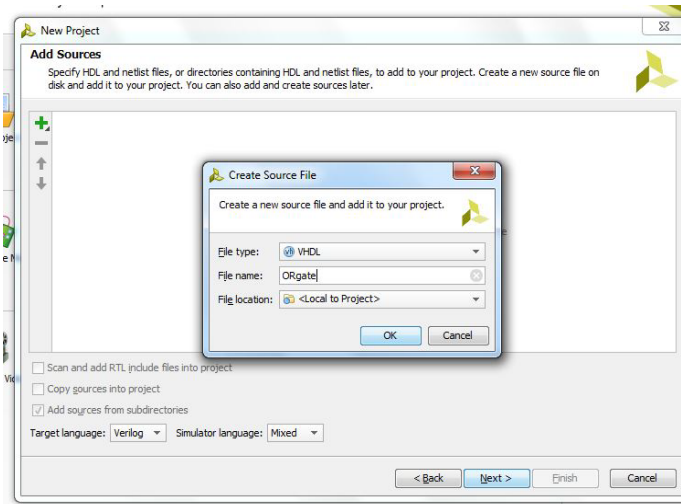 New Project
Add Sources
Specify HDL and netlist files, or directories containing HDL and netlist files, to add to your project. Create a new source file on
disk and add it to your project. You can also add and create sources later.
Create Source File
Create a new source file and add it to your project.
File type: VHDL
File name: ORgate
File location: <Local to Project>
OK Cancel
Scan and add RTL include files into project
Copy sources into project
Add sources from subdirectories
Target language: Verilog Simulator language: Mixed
< Back Next > Finish Cancel